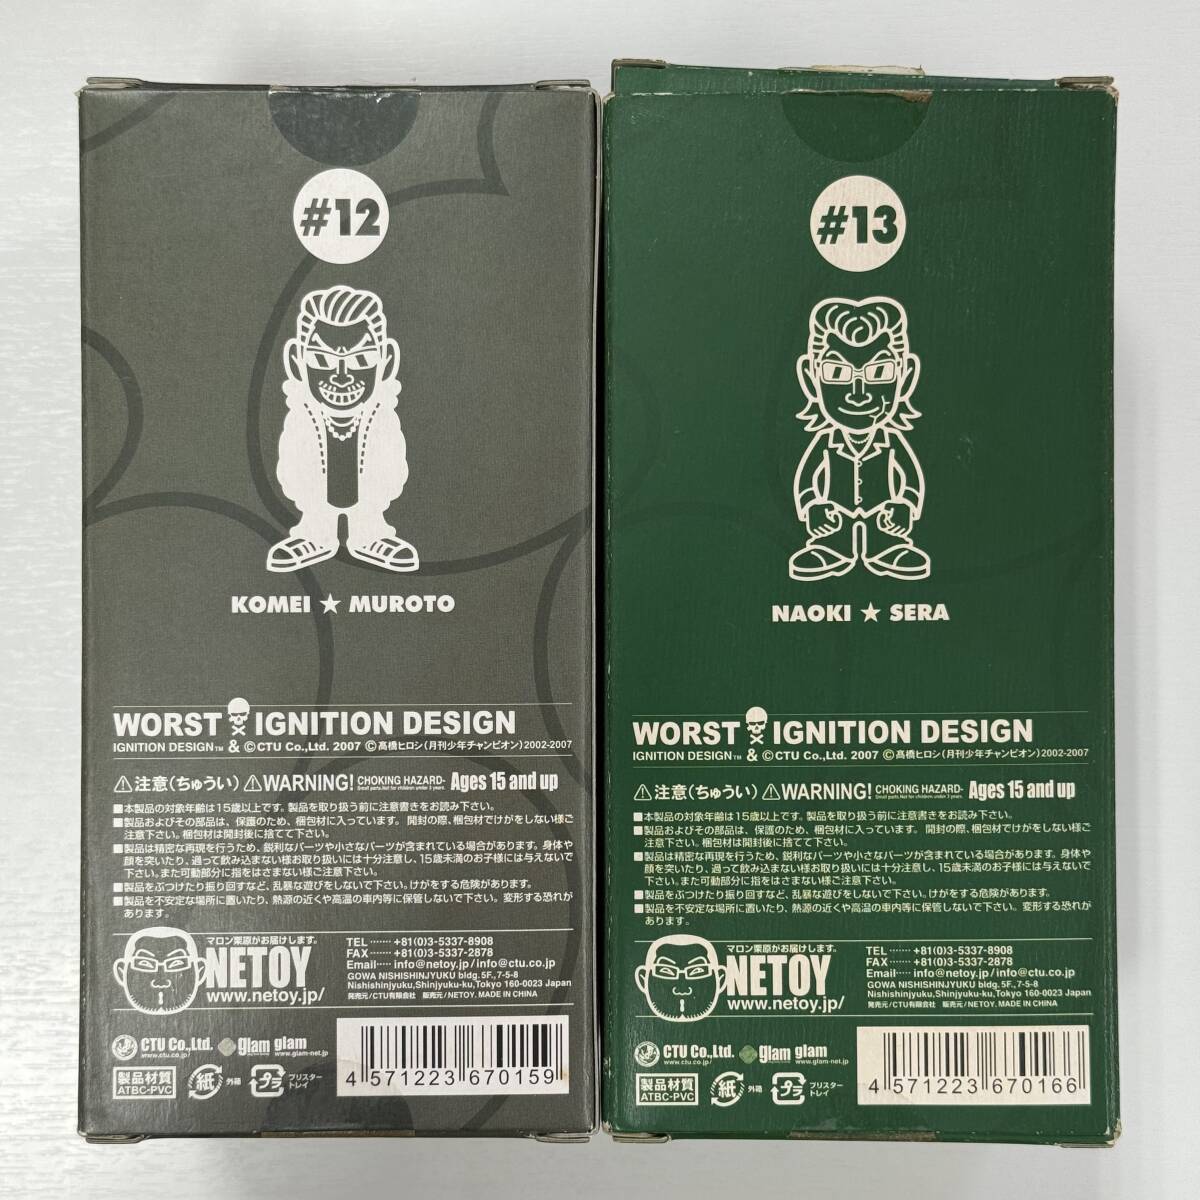 #12
KOMEI ★ MUROTO
WORST IGNITION DESIGN
IGNITION DESIGN™ & ©CTU Co.,Ltd. 2007 ©髙橋ヒロシ(月刊少年チャンピオン)2002-2007
⚠注意(ちゅうい)⚠WARNING! CHOKING HAZARD- Small parts.Not for children under 3 years. Ages 15 and up
■本製品の対象年齢は15歳以上です。製品を取り扱う前に注意書きをお読み下さい。
■製品およびその部品は、保護のため、梱包材に入っています。開封の際、梱包材でけがをしない様ご
注意下さい。梱包材は開封後に捨てて下さい。
■製品は精密な再現を行うため、鋭利なパーツや小さなパーツが含まれている場合があります。身体や
顔を突いたり、過って飲み込まない様お取り扱いには十分注意し、15歳未満のお子様には与えないで
下さい。また可動部分に指をはさまない様ご注意下さい。
■製品をぶつけたり振り回すなど、乱暴な遊びをしないで下さい。けがをする危険があります。
■製品を不安定な場所に置いたり、熱源の近くや高温の車内等に保管しないで下さい。変形する恐れが
あります。
マロン栗原がお届けします。
NETOY
www.netoy.jp/
TEL ······· +81(0)3-5337-8908
FAX ······· +81(0)3-5337-2878
Email···· info@netoy.jp/info@ctu.co.jp
GOWA NISHISHINJYUKU bldg. 5F.,7-5-8
Nishishinjyuku,Shinjyuku-ku,Tokyo 160-0023 Japan
発売元/CTU有限会社 販売元/NETOY. MADE IN CHINA
CTU Co.,Ltd.
www.ctu.co.jp/
glam glam
www.glam-net.jp
製品材質
ATBC-PVC
紙
外箱
プラ
ブリスター
トレイ
4 571223 670159
#13
NAOKI ★ SERA
WORST IGNITION DESIGN
IGNITION DESIGN™ & ©CTU Co.,Ltd. 2007 ©髙橋ヒロシ(月刊少年チャンピオン)2002-2007
⚠注意(ちゅうい)⚠WARNING! CHOKING HAZARD- Small parts.Not for children under 3 years. Ages 15 and up
■本製品の対象年齢は15歳以上です。製品を取り扱う前に注意書きをお読み下さい。
■製品およびその部品は、保護のため、梱包材に入っています。開封の際、梱包材でけがをしない様ご
注意下さい。梱包材は開封後に捨てて下さい。
■製品は精密な再現を行うため、鋭利なパーツや小さなパーツが含まれている場合があります。身体や
顔を突いたり、過って飲み込まない様お取り扱いには十分注意し、15歳未満のお子様には与えないで
下さい。また可動部分に指をはさまない様ご注意下さい。
■製品をぶつけたり振り回すなど、乱暴な遊びをしないで下さい。けがをする危険があります。
■製品を不安定な場所に置いたり、熱源の近くや高温の車内等に保管しないで下さい。変形する恐れが
あります。
マロン栗原がお届けします。
NETOY
www.netoy.jp/
TEL ······· +81(0)3-5337-8908
FAX ······· +81(0)3-5337-2878
Email···· info@netoy.jp/info@ctu.co.jp
GOWA NISHISHINJYUKU bldg. 5F.,7-5-8
Nishishinjyuku,Shinjyuku-ku,Tokyo 160-0023 Japan
発売元/CTU有限会社 販売元/NETOY. MADE IN CHINA
CTU Co.,Ltd.
www.ctu.co.jp/
glam glam
www.glam-net.jp
製品材質
ATBC-PVC
紙
外箱
プラ
ブリスター
トレイ
4 571223 670166